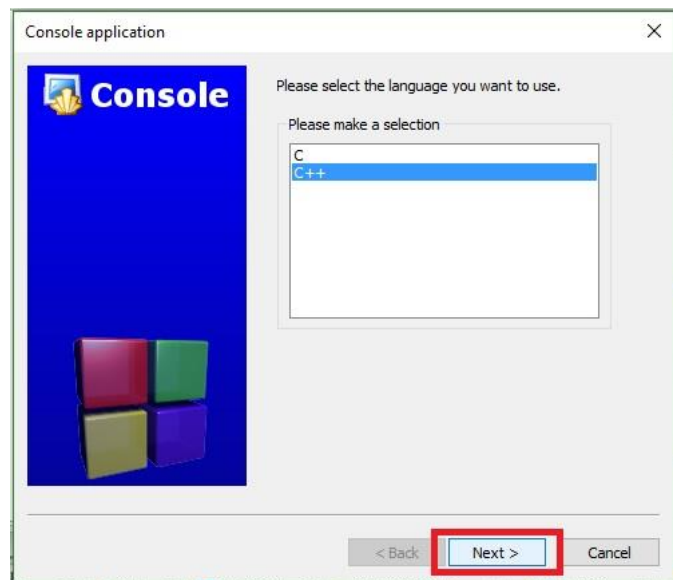 Console application
Console
Please select the language you want to use.
Please make a selection
C
C++
< Back
Next >
Cancel